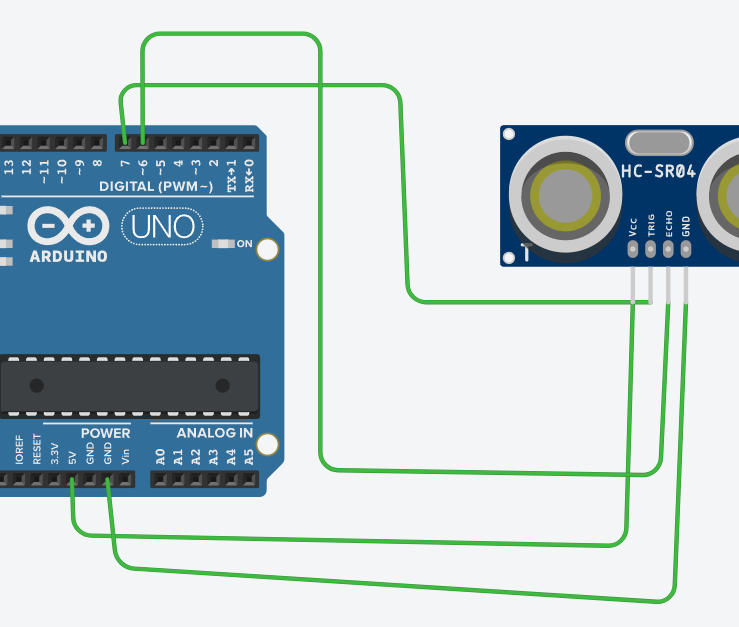 13
12
~11
~10
~9
8
7
~6
~5
4
~3
2
TX→1
RX←0
DIGITAL (PWM~)
UNO
ON
ARDUINO
HC-SR04
VCC
TRIG
ECHO
GND
T
POWER
ANALOG IN
IOREF
RESET
3.3V
5V
GND
GND
Vin
A0
A1
A2
A3
A4
A5